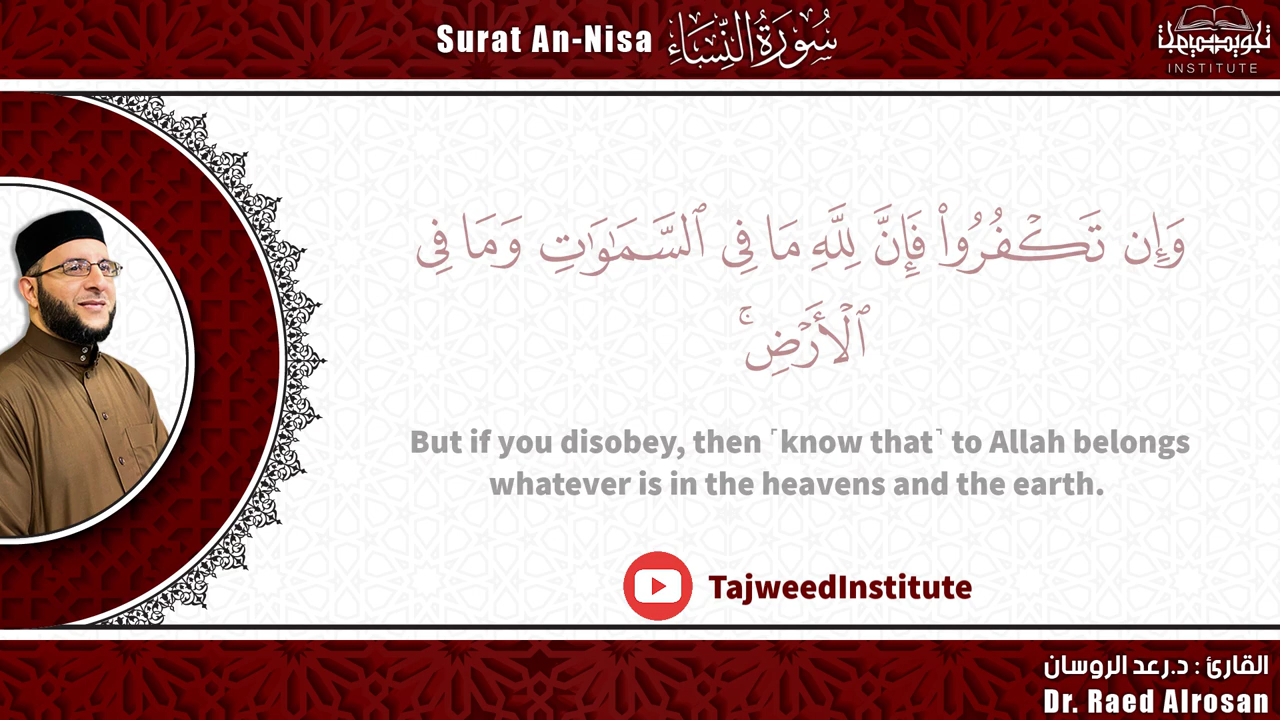 Surat An-Nisa سُورَةُ النِّسَاءِ
تجويد
INSTITUTE
وَإِن تَكۡفُرُواْ فَإِنَّ لِلَّهِ مَا فِي ٱلسَّمَٰوَٰتِ وَمَا فِي
ٱلۡأَرۡضِۚ
But if you disobey, then ˹know that˺ to Allah belongs
whatever is in the heavens and the earth.
TajweedInstitute
القارئ : د.رعد الروسان
Dr. Raed Alrosan